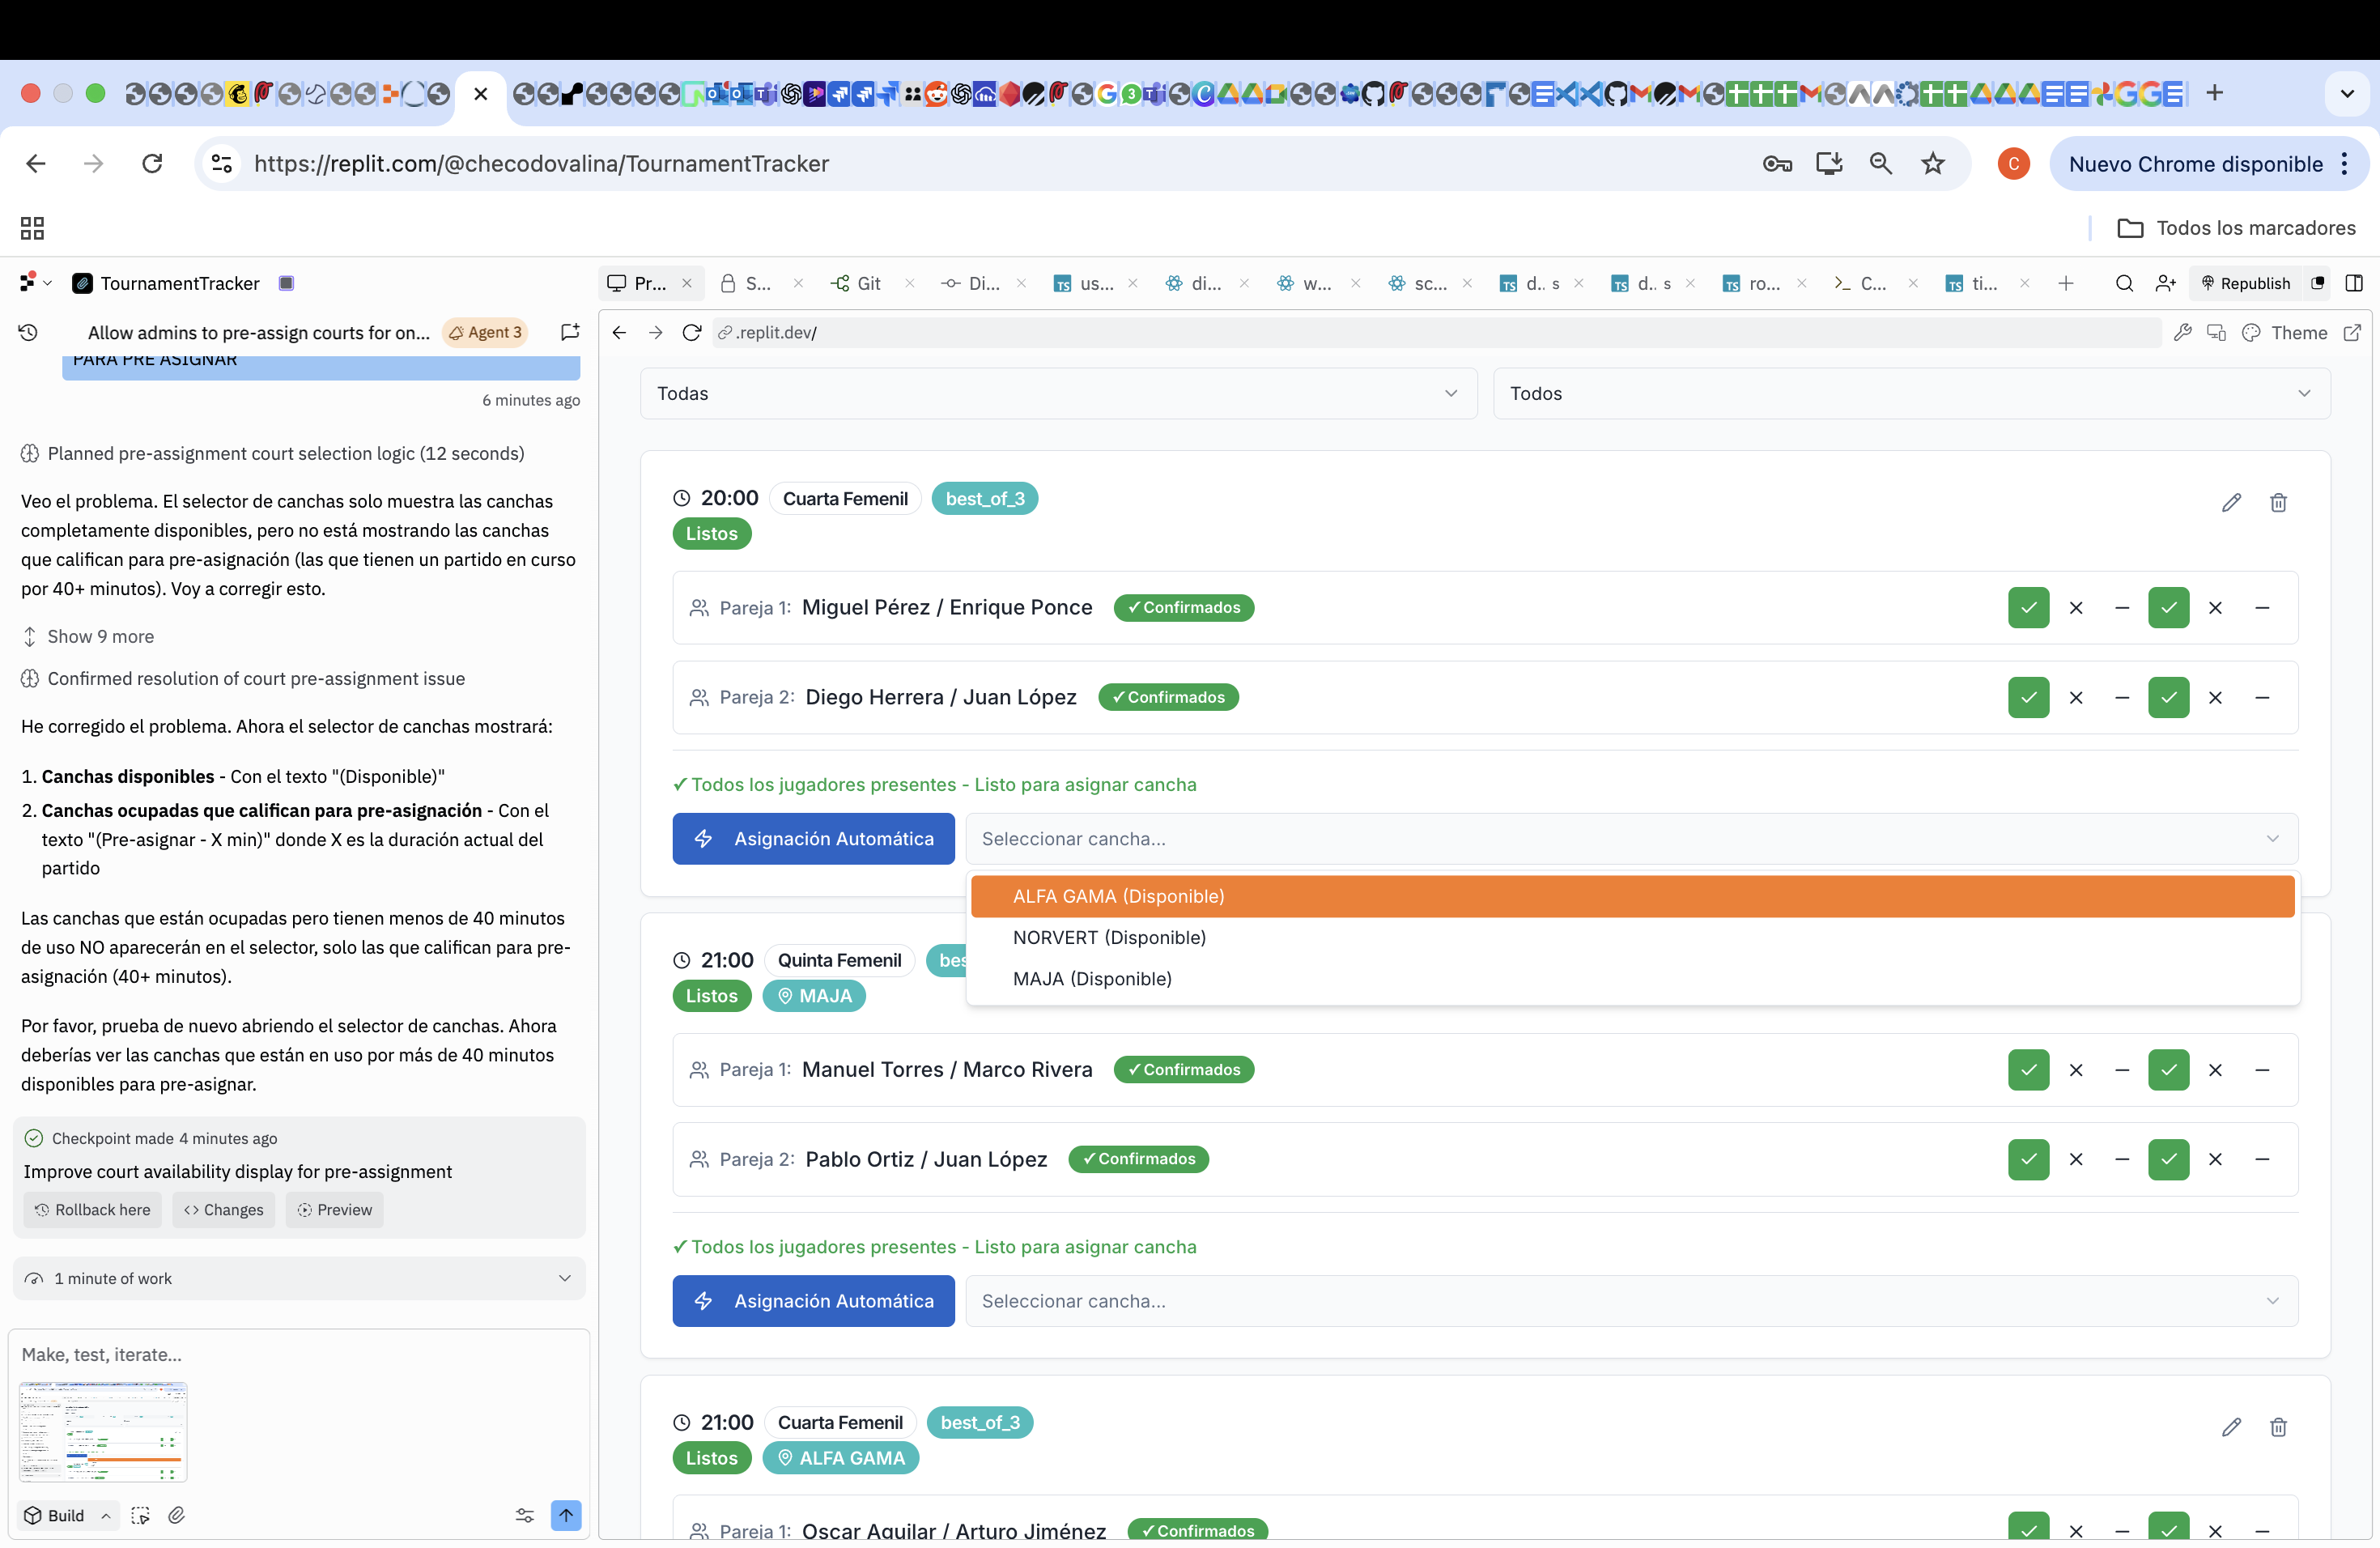 https://replit.com/@checodovalina/TournamentTracker
C
Nuevo Chrome disponible
Todos los marcadores
TournamentTracker
Pr...
S...
Git
Di...
us...
di...
w...
sc...
d.. s
d.. s
ro...
C...
ti...
Republish
Allow admins to pre-assign courts for on...
Agent 3
.replit.dev/
Theme
PARA PRE ASIGNAR
6 minutes ago
Planned pre-assignment court selection logic (12 seconds)
Veo el problema. El selector de canchas solo muestra las canchas
completamente disponibles, pero no está mostrando las canchas
que califican para pre-asignación (las que tienen un partido en curso
por 40+ minutos). Voy a corregir esto.
Show 9 more
Confirmed resolution of court pre-assignment issue
He corregido el problema. Ahora el selector de canchas mostrará:
1. Canchas disponibles - Con el texto "(Disponible)"
2. Canchas ocupadas que califican para pre-asignación - Con el
texto "(Pre-asignar - X min)" donde X es la duración actual del
partido
Las canchas que están ocupadas pero tienen menos de 40 minutos
de uso NO aparecerán en el selector, solo las que califican para pre-
asignación (40+ minutos).
Por favor, prueba de nuevo abriendo el selector de canchas. Ahora
deberías ver las canchas que están en uso por más de 40 minutos
disponibles para pre-asignar.
Checkpoint made 4 minutes ago
Improve court availability display for pre-assignment
Rollback here
Changes
Preview
1 minute of work
Make, test, iterate...
Build
Todas
Todos
20:00 Cuarta Femenil best_of_3
Listos
Pareja 1: Miguel Pérez / Enrique Ponce ✓Confirmados
Pareja 2: Diego Herrera / Juan López ✓Confirmados
✓Todos los jugadores presentes - Listo para asignar cancha
Asignación Automática
Seleccionar cancha...
ALFA GAMA (Disponible)
NORVERT (Disponible)
MAJA (Disponible)
21:00 Quinta Femenil bes
Listos MAJA
Pareja 1: Manuel Torres / Marco Rivera ✓Confirmados
Pareja 2: Pablo Ortiz / Juan López ✓Confirmados
✓Todos los jugadores presentes - Listo para asignar cancha
Asignación Automática
Seleccionar cancha...
21:00 Cuarta Femenil best_of_3
Listos ALFA GAMA
Pareja 1: Oscar Aguilar / Arturo Jiménez ✓Confirmados